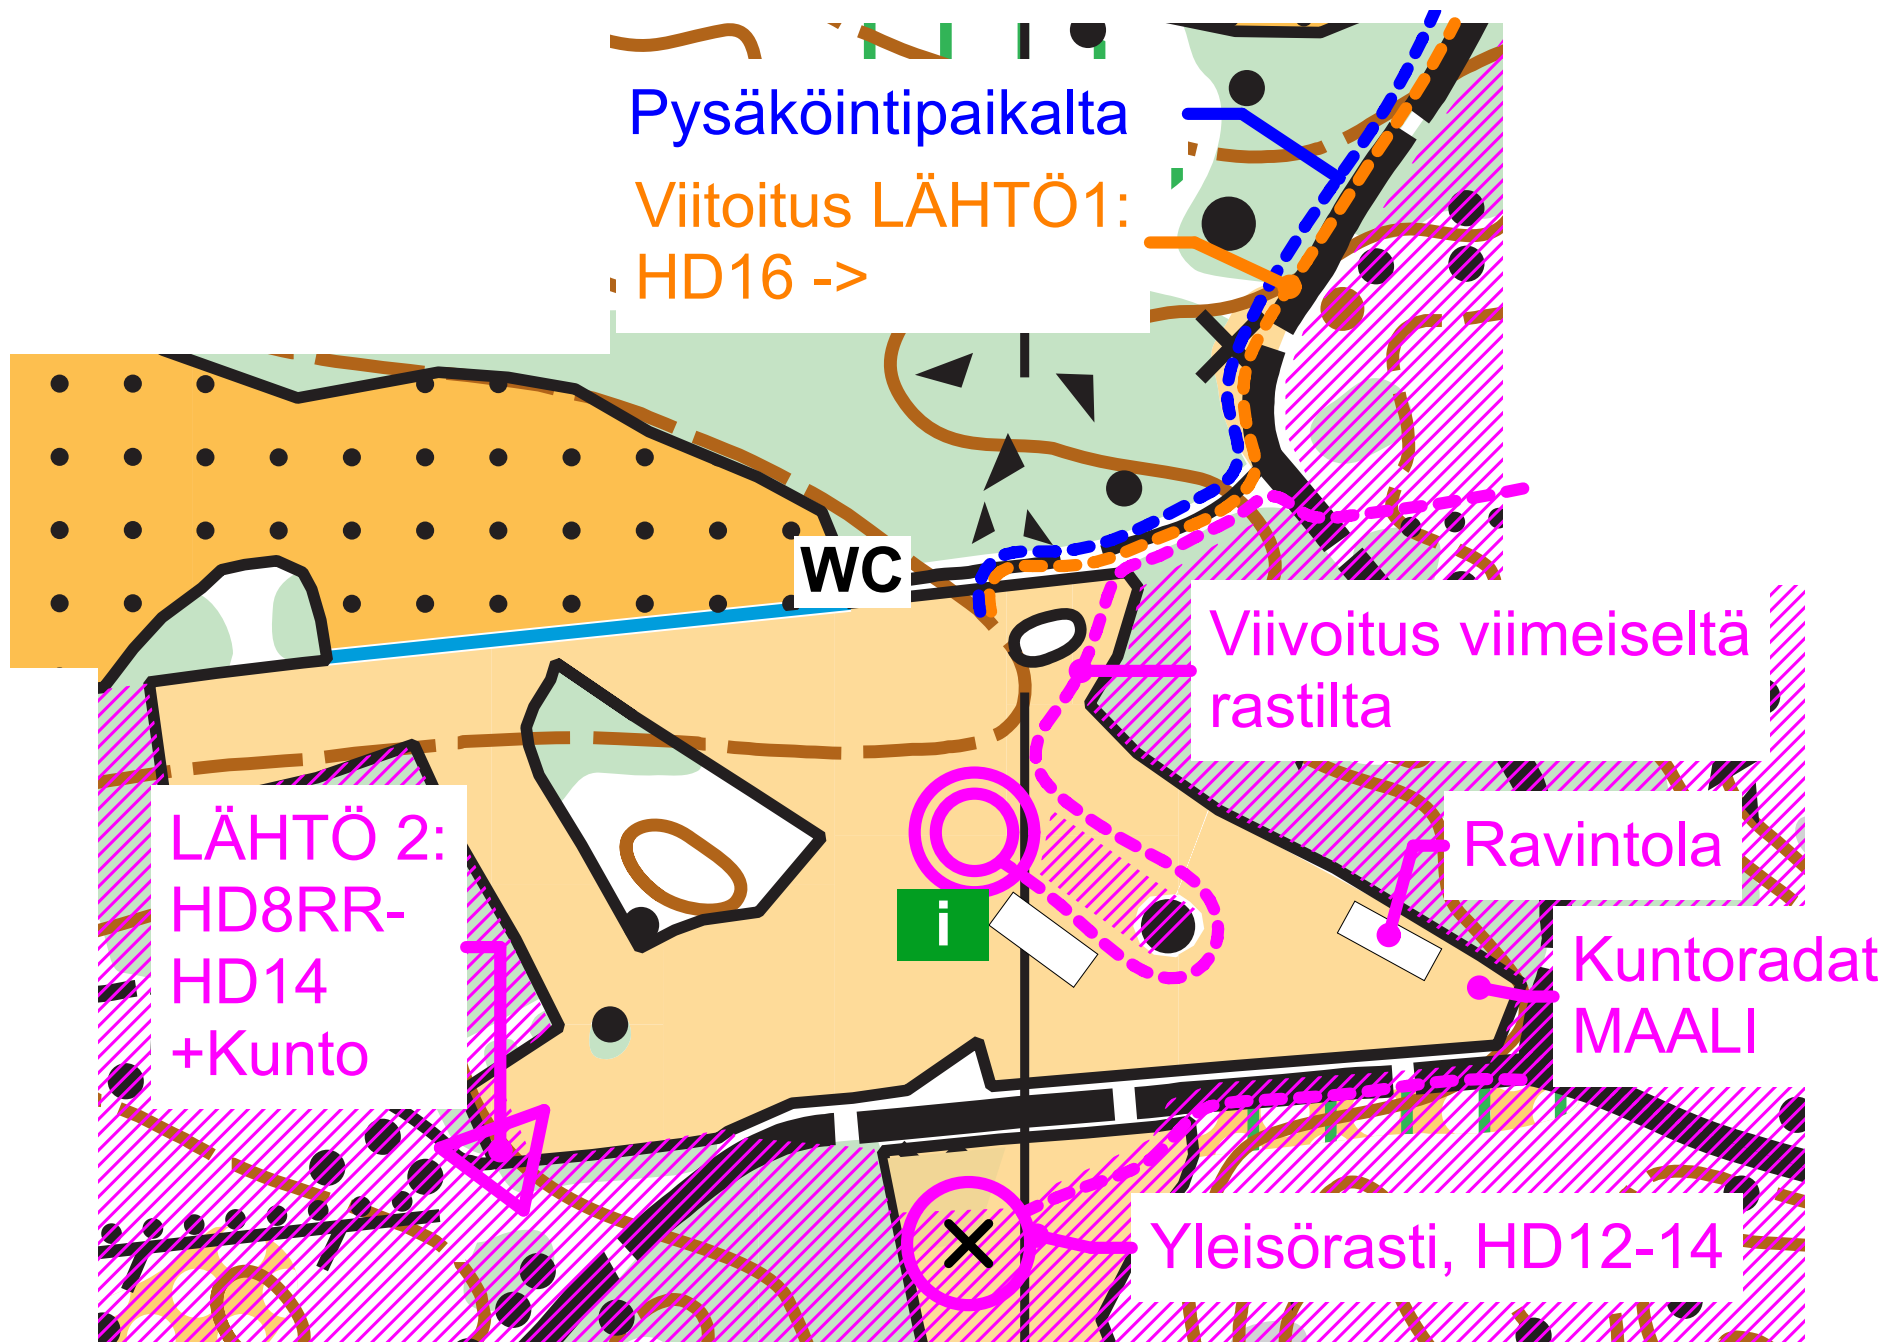 Pysäköintipaikalta
Viitoitus LÄHTÖ1:
HD16 ->
WC
Viivoitus viimeiseltä
rastilta
LÄHTÖ 2:
HD8RR-
HD14
+Kunto
Ravintola
i
Kuntoradat
MAALI
Yleisörasti, HD12-14